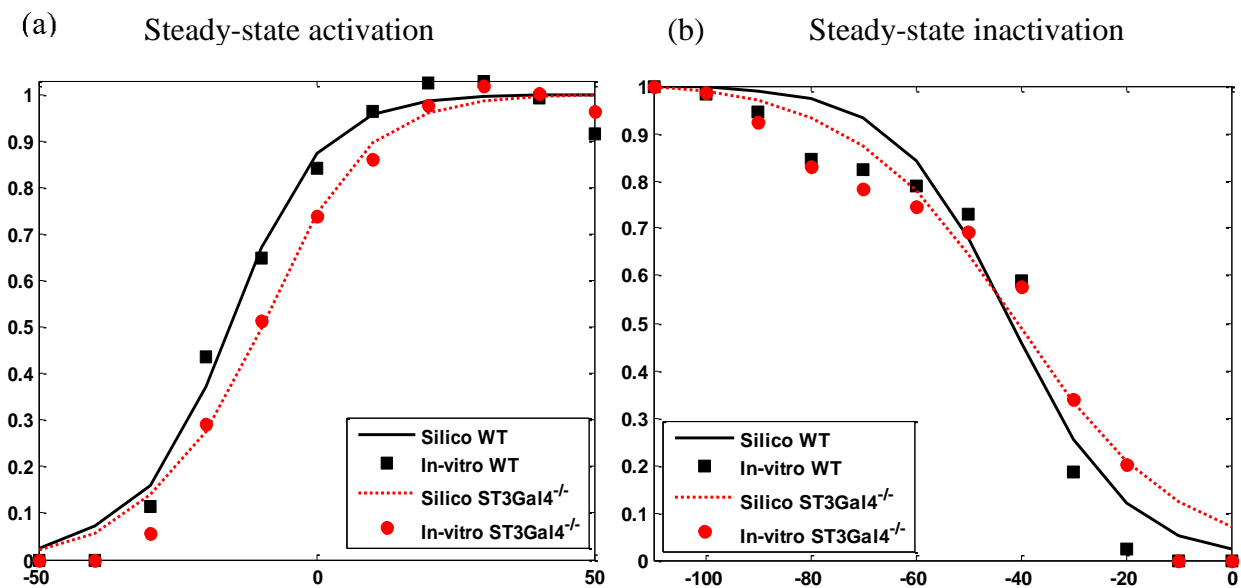 (a) Steady-state activation
(b) Steady-state inactivation
1
0.9
0.8
0.7
0.6
0.5
0.4
0.3
0.2
0.1
0
-50 0 50
Silico WT
In-vitro WT
Silico ST3Gal4-/-
In-vitro ST3Gal4-/-
1
0.9
0.8
0.7
0.6
0.5
0.4
0.3
0.2
0.1
0
-100 -80 -60 -40 -20 0
Silico WT
In-vitro WT
Silico ST3Gal4-/-
In-vitro ST3Gal4-/-